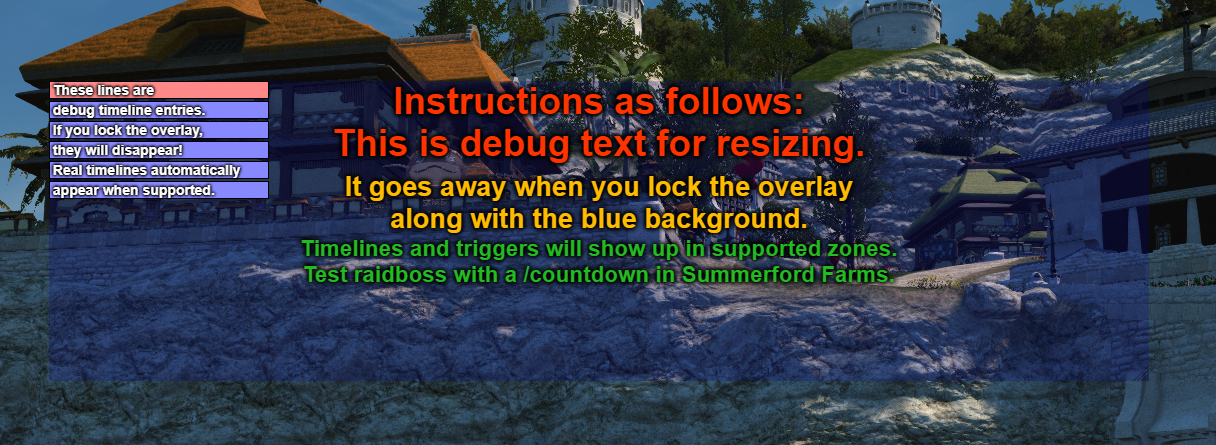 These lines are
debug timeline entries.
If you lock the overlay,
they will disappear!
Real timelines automatically
appear when supported.
Instructions as follows:
This is debug text for resizing.
It goes away when you lock the overlay
along with the blue background.
Timelines and triggers will show up in supported zones.
Test raidboss with a /countdown in Summerford Farms.